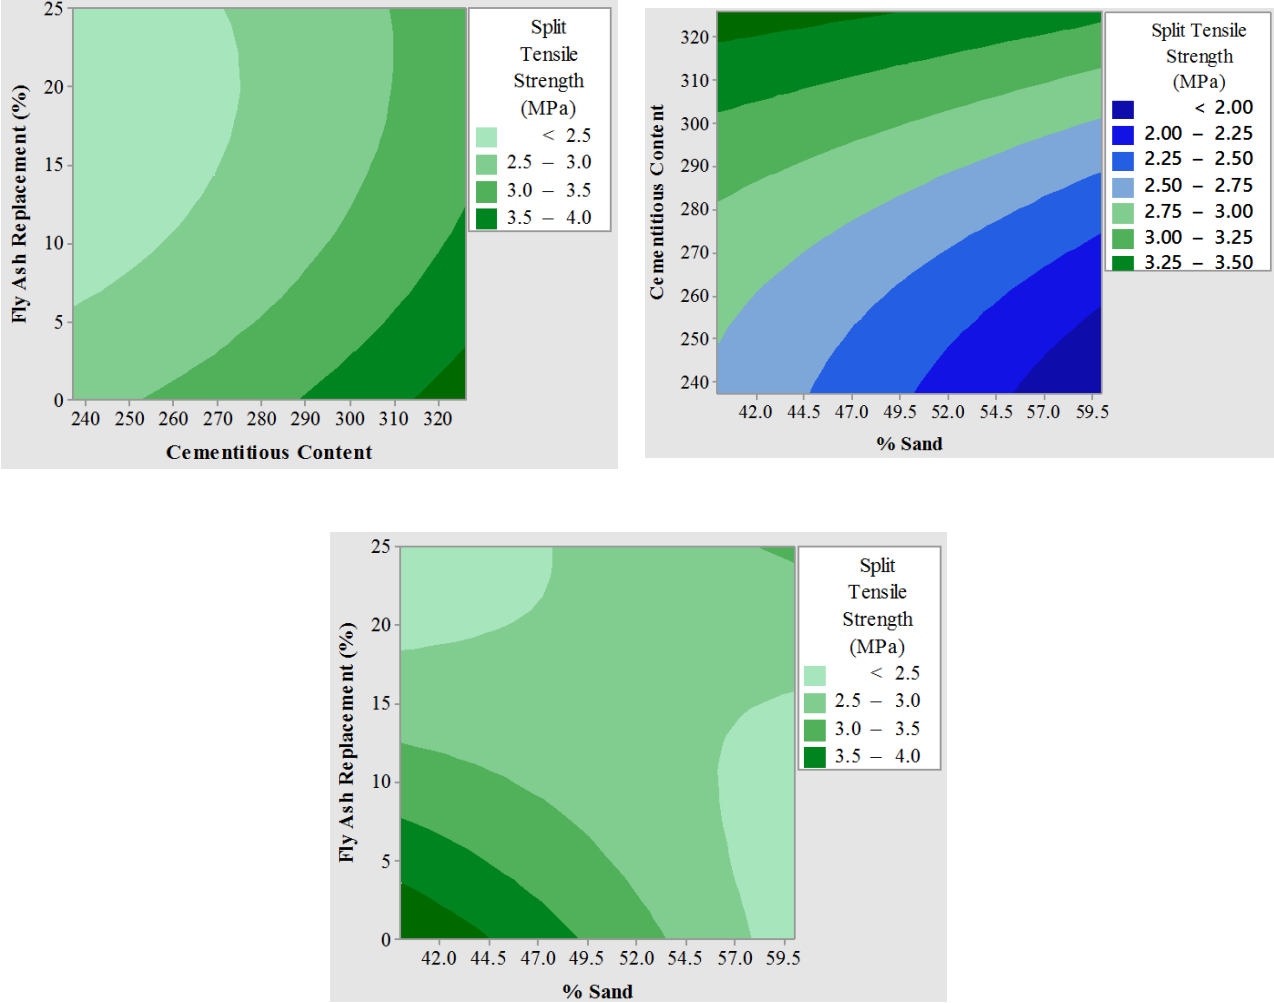 25
20
15
10
5
0
Fly Ash Replacement (%)
240 250 260 270 280 290 300 310 320
Cementitious Content
Split
Tensile
Strength
(MPa)
< 2.5
2.5 – 3.0
3.0 – 3.5
3.5 – 4.0
320
310
300
290
280
270
260
250
240
Cementitious Content
42.0 44.5 47.0 49.5 52.0 54.5 57.0 59.5
% Sand
Split Tensile
Strength
(MPa)
< 2.00
2.00 – 2.25
2.25 – 2.50
2.50 – 2.75
2.75 – 3.00
3.00 – 3.25
3.25 – 3.50
25
20
15
10
5
0
Fly Ash Replacement (%)
42.0 44.5 47.0 49.5 52.0 54.5 57.0 59.5
% Sand
Split
Tensile
Strength
(MPa)
< 2.5
2.5 – 3.0
3.0 – 3.5
3.5 – 4.0